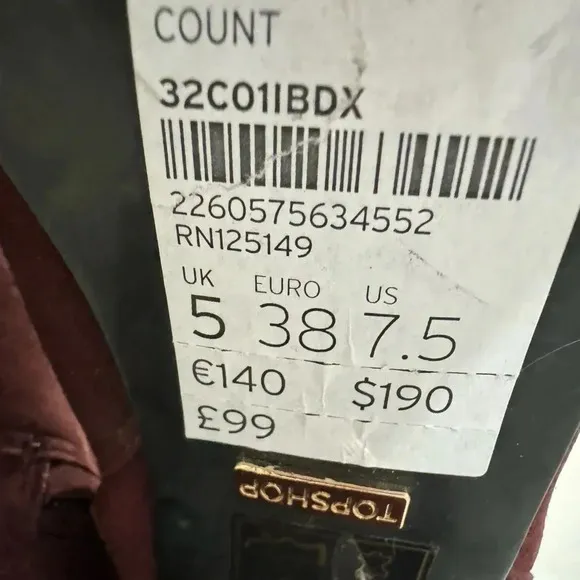 COUNT
32C01IBDX
2260575634552
RN125149
UK EURO US
5 38 7.5
€140 $190
£99
TOPSHOP